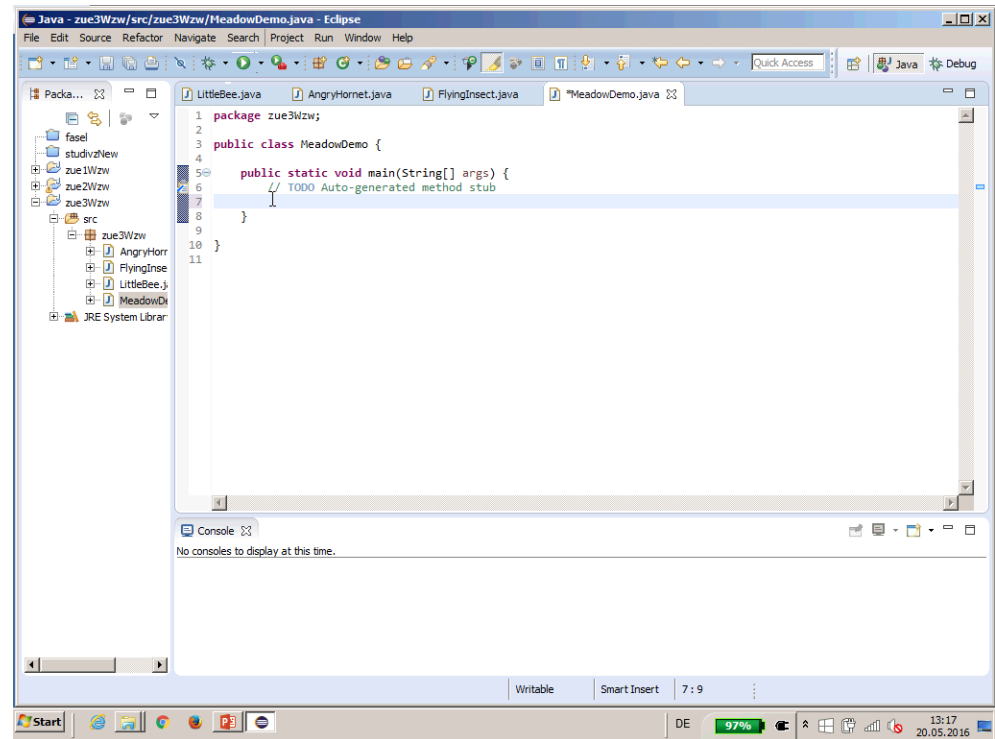 Java - zue3Wzw/src/zue3Wzw/MeadowDemo.java - Eclipse
File Edit Source Refactor Navigate Search Project Run Window Help
Quick Access Java Debug
Packa...
fasel
studivzNew
zue1Wzw
zue2Wzw
zue3Wzw
src
zue3Wzw
AngryHorr
FlyingInse
LittleBee.j
MeadowDe
JRE System Librar
LittleBee.java AngryHornet.java FlyingInsect.java *MeadowDemo.java
1 package zue3Wzw;
2
3 public class MeadowDemo {
4
5 public static void main(String[] args) {
6 // TODO Auto-generated method stub
7
8 }
9
10 }
11
Console
No consoles to display at this time.
Writable Smart Insert 7 : 9
Start DE 97% 13:17
20.05.2016